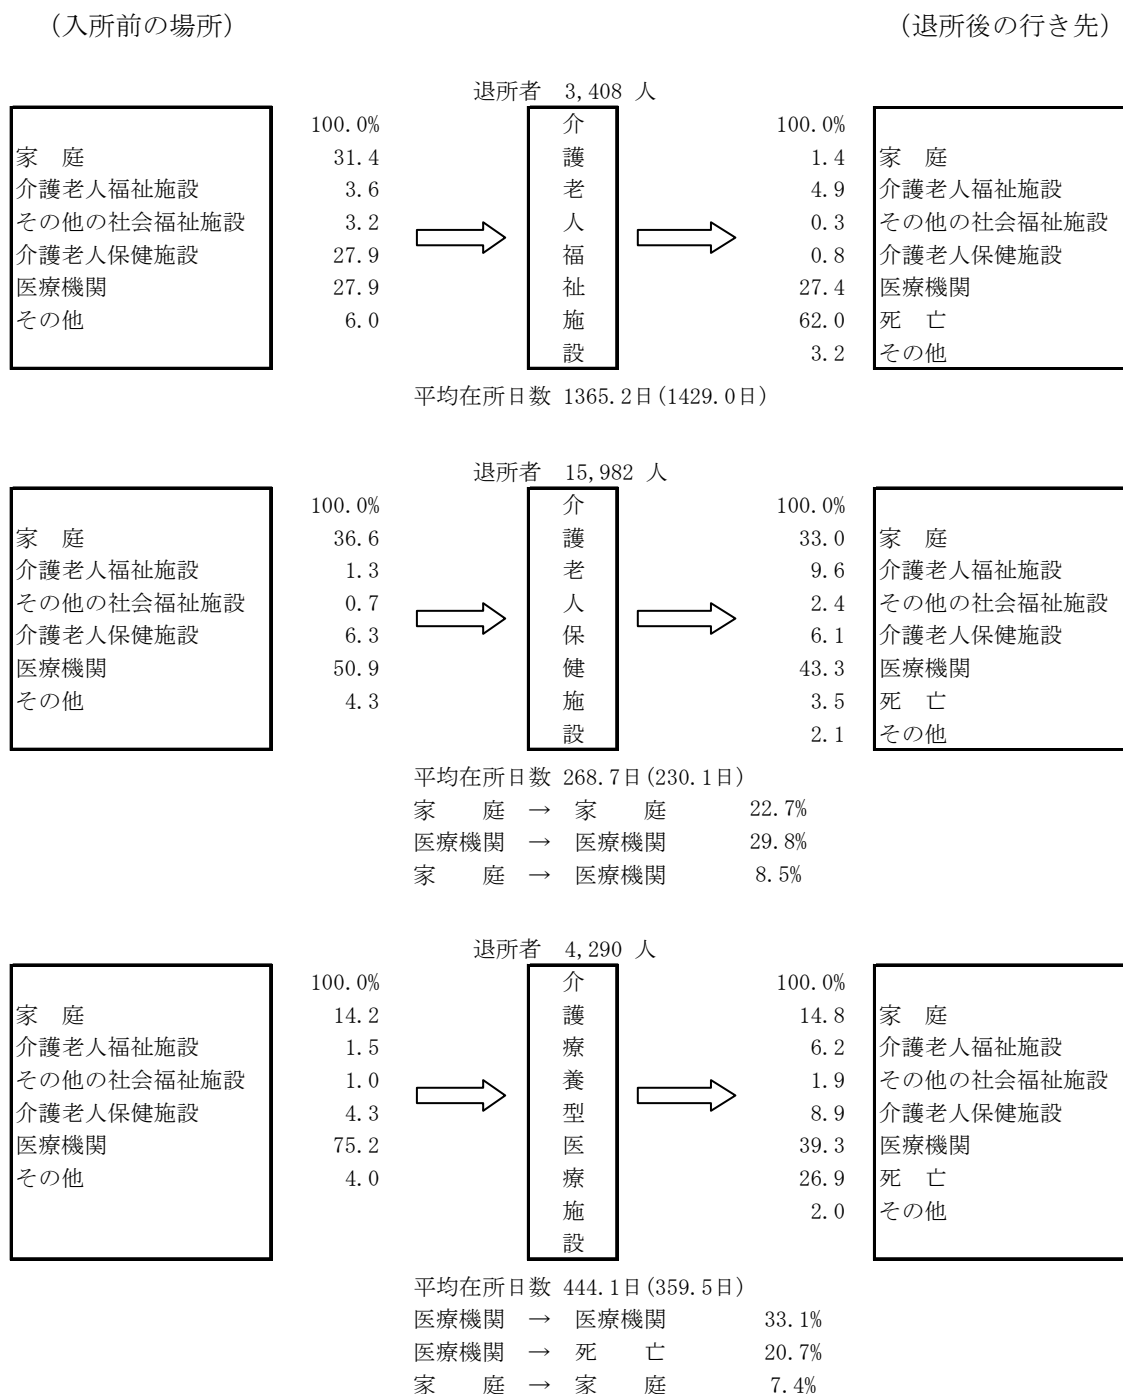 （入所前の場所） （退所後の行き先）
退所者 3,408 人
100.0% 介 100.0%
家 庭 31.4 護 1.4 家 庭
介護老人福祉施設 3.6 老 4.9 介護老人福祉施設
その他の社会福祉施設 3.2 人 0.3 その他の社会福祉施設
介護老人保健施設 27.9 福 0.8 介護老人保健施設
医療機関 27.9 祉 27.4 医療機関
その他 6.0 施 62.0 死 亡
設 3.2 その他
平均在所日数 1365.2日(1429.0日)
退所者 15,982 人
100.0% 介 100.0%
家 庭 36.6 護 33.0 家 庭
介護老人福祉施設 1.3 老 9.6 介護老人福祉施設
その他の社会福祉施設 0.7 人 2.4 その他の社会福祉施設
介護老人保健施設 6.3 保 6.1 介護老人保健施設
医療機関 50.9 健 43.3 医療機関
その他 4.3 施 3.5 死 亡
設 2.1 その他
平均在所日数 268.7日(230.1日)
家 庭 → 家 庭 22.7%
医療機関 → 医療機関 29.8%
家 庭 → 医療機関 8.5%
退所者 4,290 人
100.0% 介 100.0%
家 庭 14.2 護 14.8 家 庭
介護老人福祉施設 1.5 療 6.2 介護老人福祉施設
その他の社会福祉施設 1.0 養 1.9 その他の社会福祉施設
介護老人保健施設 4.3 型 8.9 介護老人保健施設
医療機関 75.2 医 39.3 医療機関
その他 4.0 療 26.9 死 亡
施 2.0 その他
設
平均在所日数 444.1日(359.5日)
医療機関 → 医療機関 33.1%
医療機関 → 死 亡 20.7%
家 庭 → 家 庭 7.4%